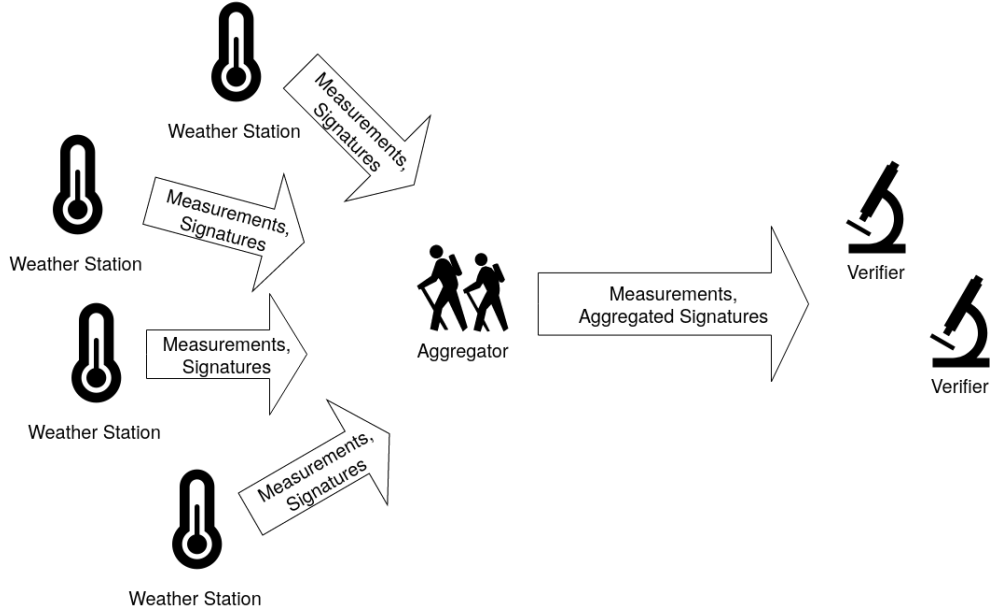 Weather Station
Measurements,
Signatures
Weather Station
Measurements,
Signatures
Weather Station
Measurements,
Signatures
Weather Station
Measurements,
Signatures
Aggregator
Measurements,
Aggregated Signatures
Verifier
Verifier